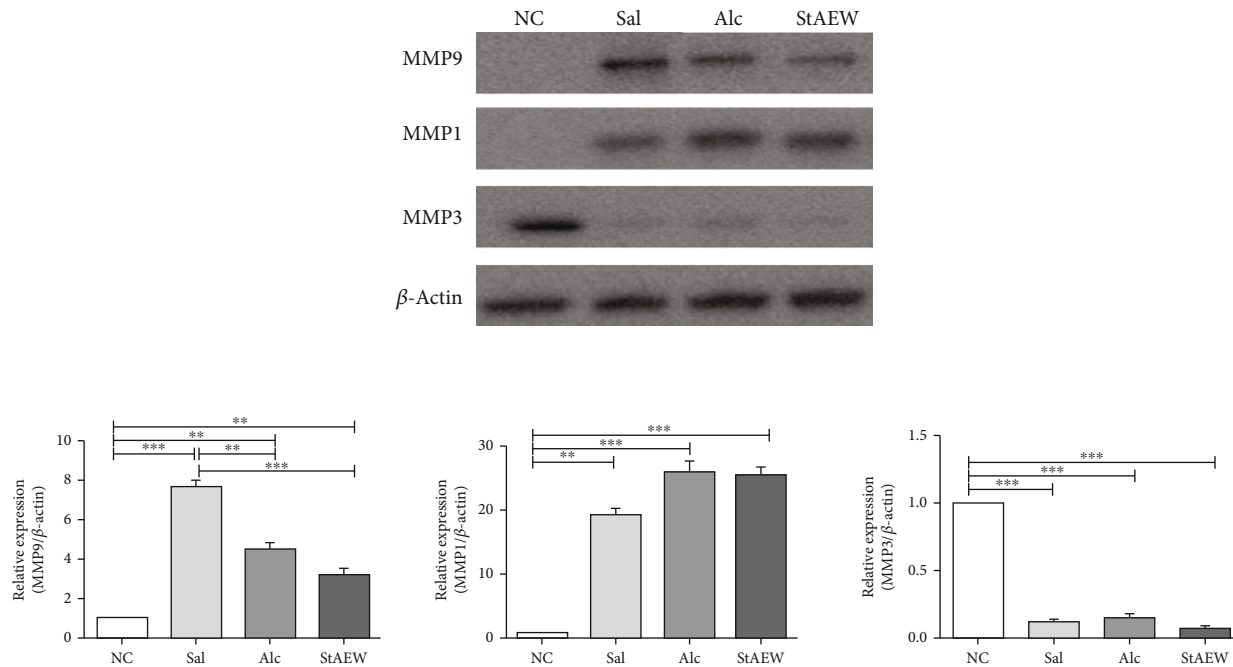 NC Sal Alc StAEW
MMP9
MMP1
MMP3
β-Actin
Relative expression
(MMP9/β-actin)
10
8
6
4
2
0
**
**
*** **
***
NC Sal Alc StAEW
Relative expression
(MMP1/β-actin)
30
20
10
0
***
***
**
NC Sal Alc StAEW
Relative expression
(MMP3/β-actin)
1.5
1.0
0.5
0.0
***
***
***
NC Sal Alc StAEW